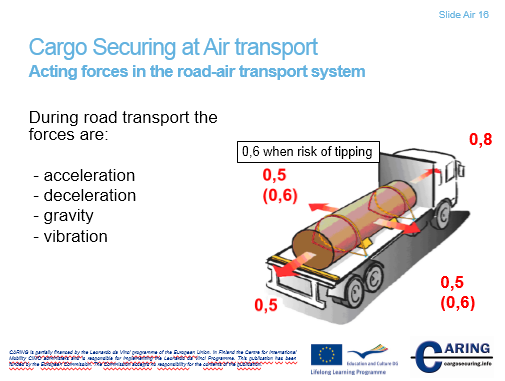 Slide Air 16
Cargo Securing at Air transport
Acting forces in the road-air transport system
During road transport the
forces are:
- acceleration
- deceleration
- gravity
- vibration
0,6 when risk of tipping
0,8
0,5
(0,6)
0,5
(0,6)
0,5
CARING is partially financed by the Leonardo da Vinci programme of the European Union. In Finland the Centre for International
Mobility CIMO administers and is responsible for implementing the Leonardo da Vinci Programme. This publication has been
funded by the European Commission. The Commission accepts no responsibility for the contents of the publication.
Education and Culture DG
Lifelong Learning Programme
CARING
cargosecuring.info